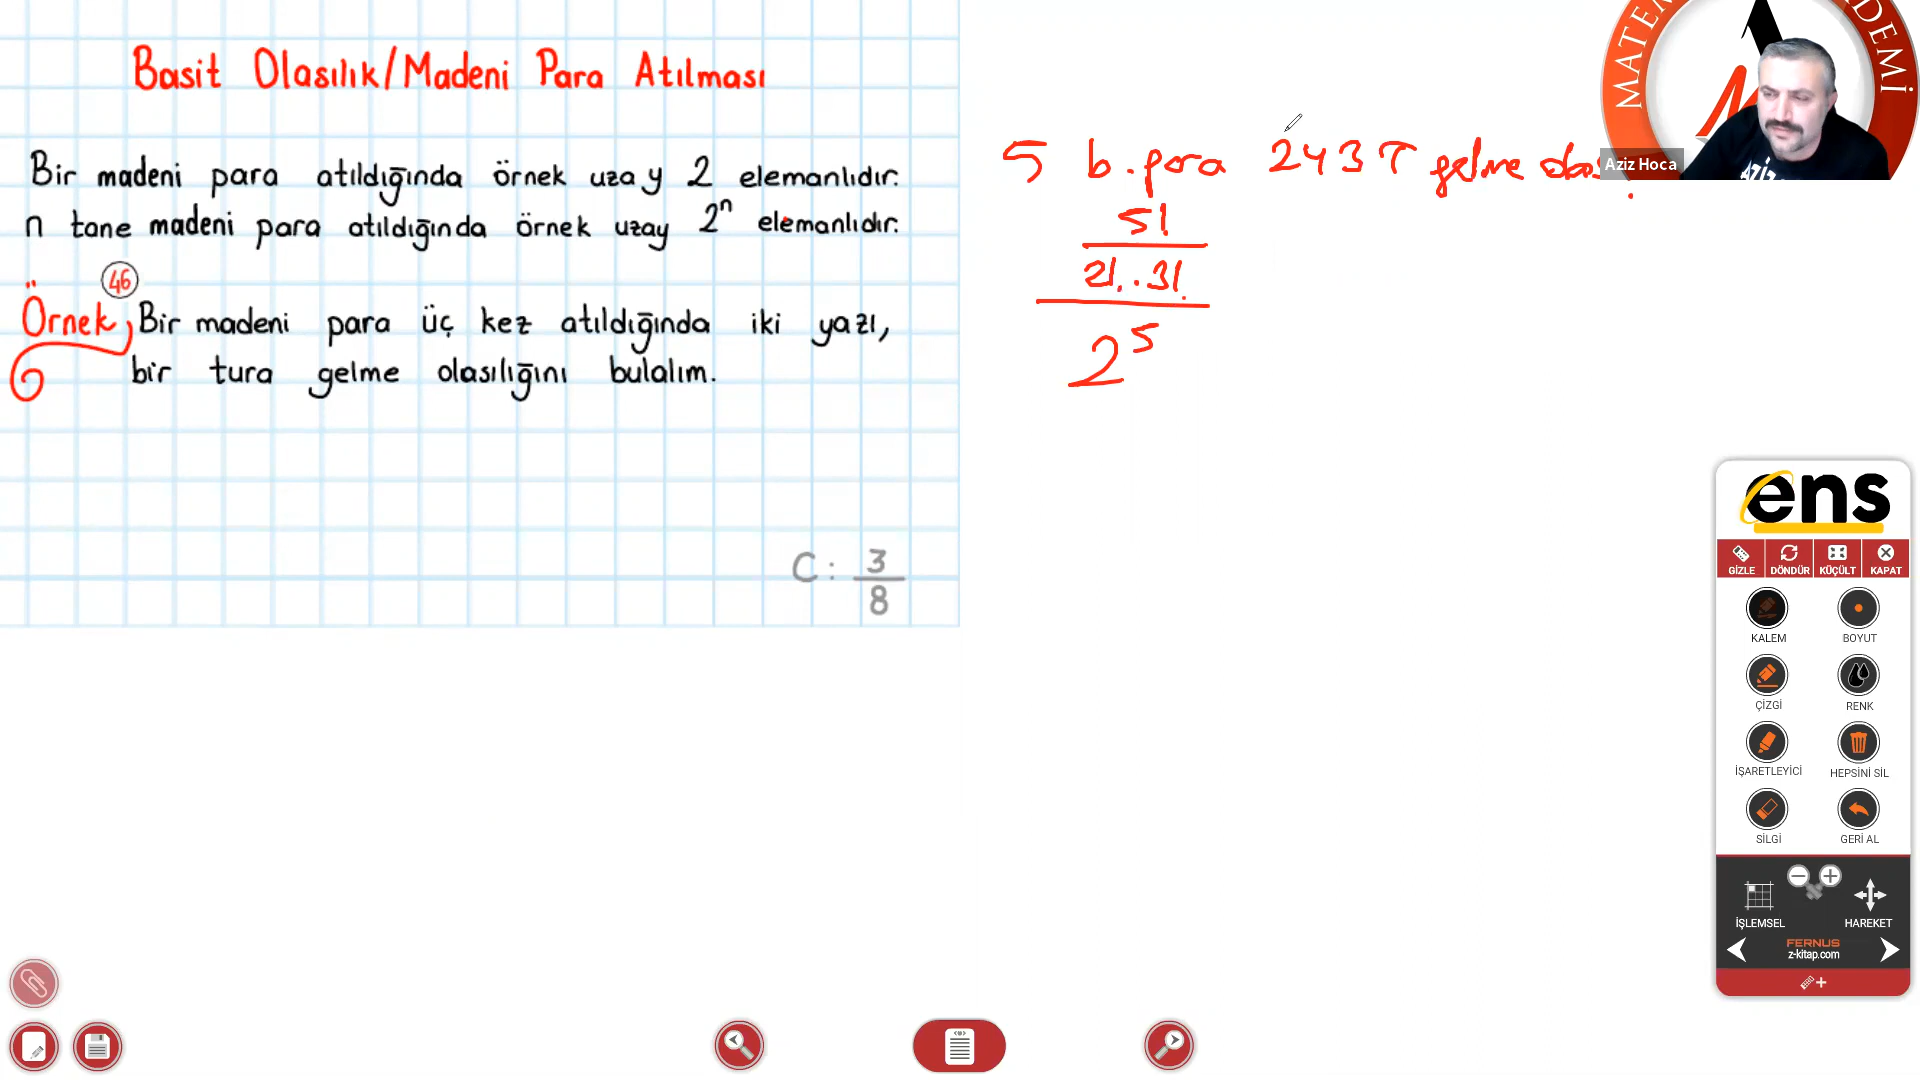 Basit Olasılık/Madeni Para Atılması
Bir madeni para atıldığında örnek uzay 2 elemanlıdır.
n tane madeni para atıldığında örnek uzay 2ⁿ elemanlıdır.
46
Örnek, Bir madeni para üç kez atıldığında iki yazı,
bir tura gelme olasılığını bulalım.
C: 3/8
5 b. para 2Y 3T gelme
5!
2!.3!
2⁵
MATEM
DEMİ
Aziz Hoca
AZİZ
ens
GİZLE DÖNDÜR KÜÇÜLT KAPAT
KALEM BOYUT
ÇİZGİ RENK
İŞARETLEYİCİ HEPSİNİ SİL
SİLGİ GERİ AL
İŞLEMSEL HAREKET
FERNUS
z-kitap.com